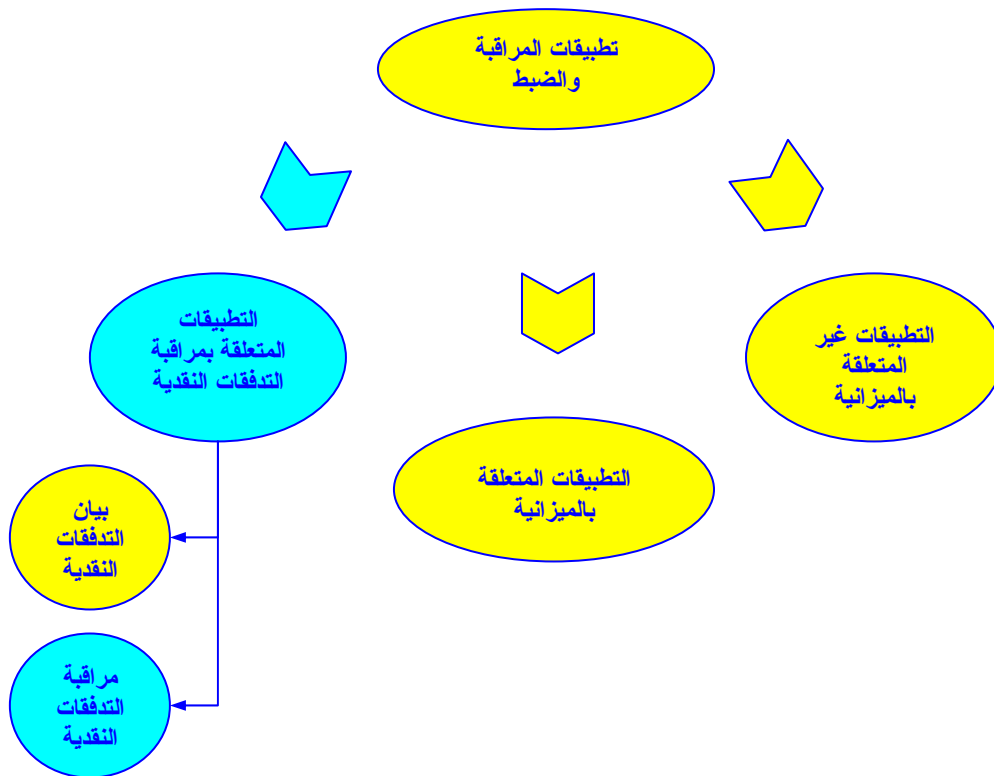 تطبيقات المراقبة
والضبط
التطبيقات غير
المتعلقة
بالميزانية
التطبيقات المتعلقة
بالميزانية
التطبيقات
المتعلقة بمراقبة
التدفقات النقدية
بيان
التدفقات
النقدية
مراقبة
التدفقات
النقدية